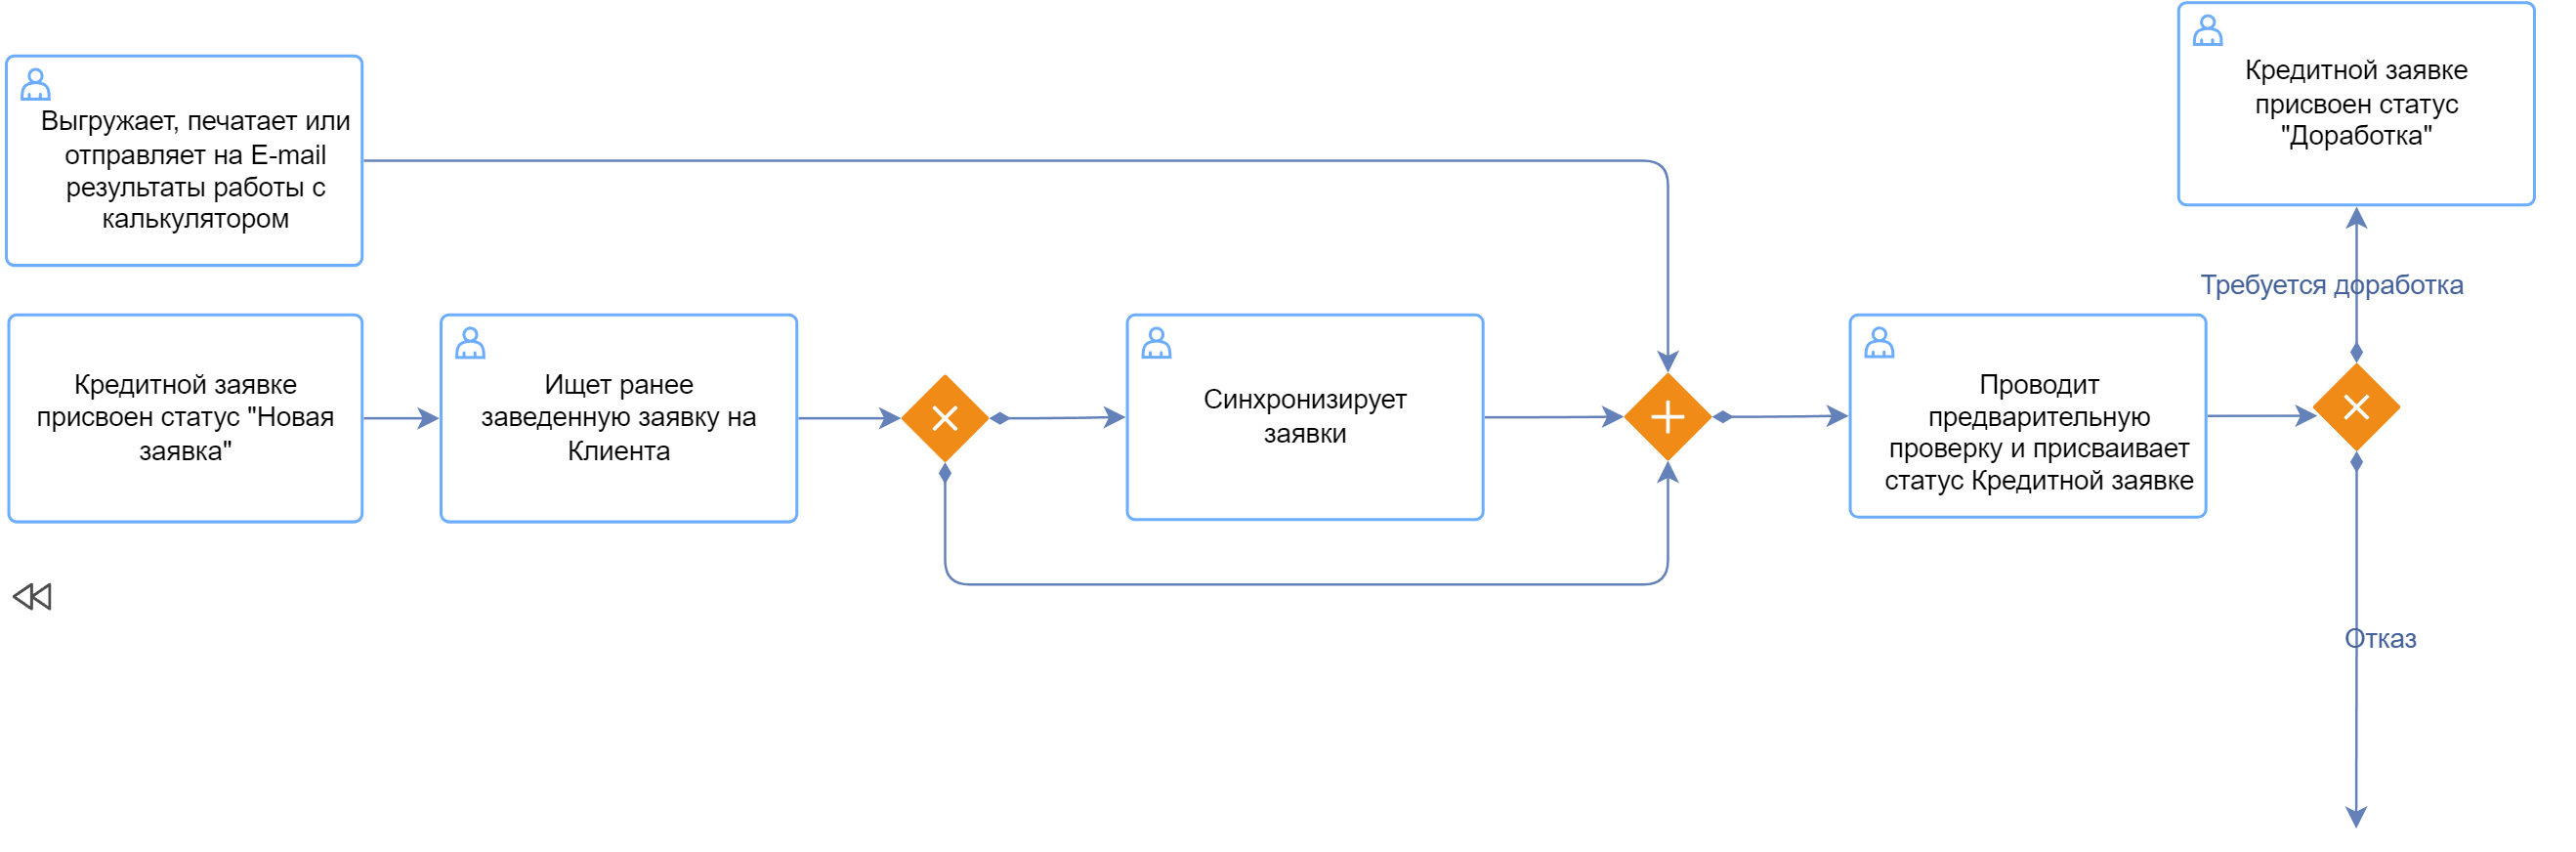 Выгружает, печатает или
отправляет на E-mail
результаты работы с
калькулятором
Кредитной заявке
присвоен статус "Новая
заявка"
Ищет ранее
заведенную заявку на
Клиента
Синхронизирует
заявки
Проводит
предварительную
проверку и присваивает
статус Кредитной заявке
Кредитной заявке
присвоен статус
"Доработка"
Требуется доработка
Отказ